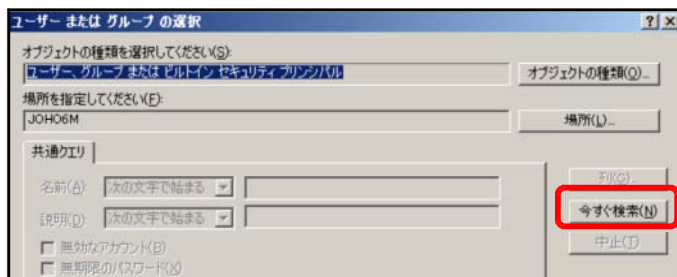 ユーザー または グループ の選択
オブジェクトの種類を選択してください(S):
ユーザー、グループ または ビルトイン セキュリティ プリンシパル
オブジェクトの種類(O)...
場所を指定してください(F):
JOHO6M
場所(L)...
共通クエリ
列(C)...
名前(A):
次の文字で始まる
今すぐ検索(N)
説明(D):
次の文字で始まる
中止(T)
無効なアカウント(B)
無期限のパスワード(X)